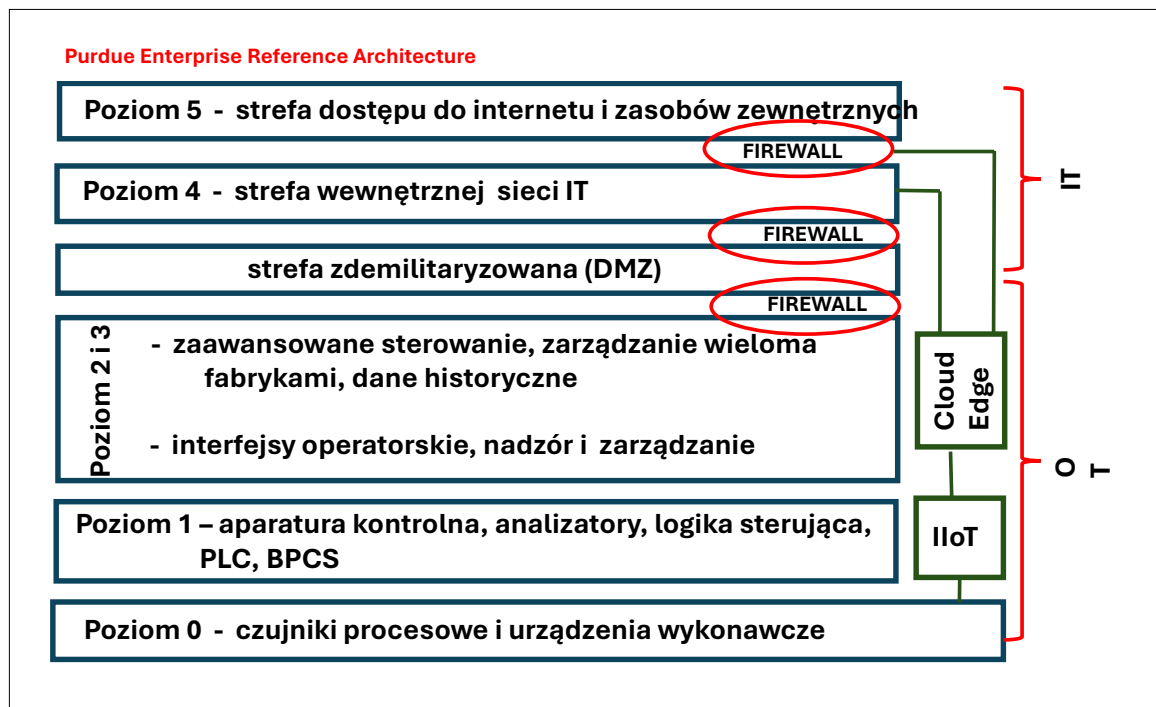 Purdue Enterprise Reference Architecture
Poziom 5 - strefa dostępu do internetu i zasobów zewnętrznych
FIREWALL
Poziom 4 - strefa wewnętrznej sieci IT
FIREWALL
strefa zdemilitaryzowana (DMZ)
FIREWALL
Poziom 2 i 3
- zaawansowane sterowanie, zarządzanie wieloma
fabrykami, dane historyczne
- interfejsy operatorskie, nadzór i zarządzanie
Poziom 1 – aparatura kontrolna, analizatory, logika sterująca,
PLC, BPCS
Poziom 0 - czujniki procesowe i urządzenia wykonawcze
Cloud
Edge
IIoT
IT
O
T